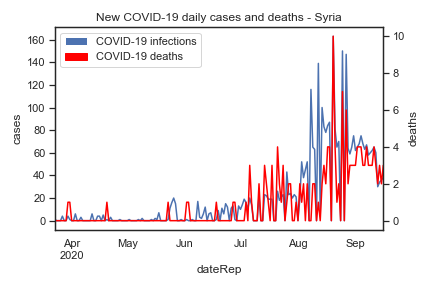 New COVID-19 daily cases and deaths - Syria
COVID-19 infections
COVID-19 deaths
160
140
120
100
80
60
40
20
0
cases
10
8
6
4
2
0
deaths
Apr May Jun Jul Aug Sep
2020
dateRep